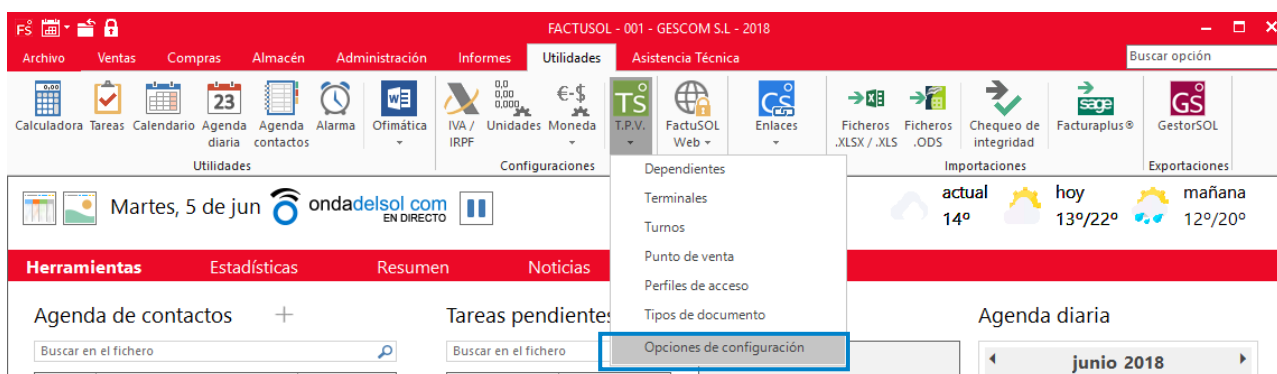 FS
FACTUSOL - 001 - GESCOM S.L - 2018
Archivo Ventas Compras Almacén Administración Informes Utilidades Asistencia Técnica Buscar opción
0,00 23 0,0 0,00 0,000 €-$ TS CS sage GS
Calculadora Tareas Calendario Agenda diaria Agenda contactos Alarma Ofimática IVA / IRPF Unidades Moneda T.P.V. FactuSOL Web Enlaces Ficheros .XLSX / .XLS Ficheros .ODS Chequeo de integridad Facturaplus® GestorSOL
Utilidades Configuraciones Importaciones Exportaciones
Dependientes
Terminales
Turnos
Punto de venta
Perfiles de acceso
Tipos de documento
Opciones de configuración
Martes, 5 de jun ondadelsol com
EN DIRECTO
actual hoy mañana
14º 13º/22º 12º/20º
Herramientas Estadísticas Resumen Noticias
Agenda de contactos Tareas pendientes Agenda diaria
Buscar en el fichero Buscar en el fichero
junio 2018